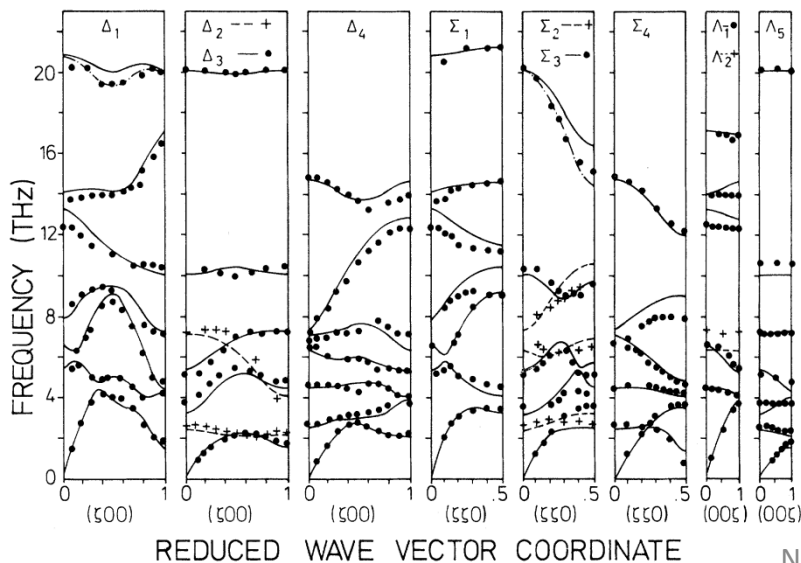 Δ1 Δ2 --- + Δ4 Σ1 Σ2 --- + Σ4 Λ1 • Λ5
Δ3 — • Σ3 — • Λ2 +
20
16
12
8
4
0
FREQUENCY (THz)
0 1 0 1 0 1 0 .5 0 .5 0 .5 0 1 0 1
(ζ00) (ζ00) (ζ00) (ζζ0) (ζζ0) (ζζ0) (00ζ) (00ζ)
REDUCED WAVE VECTOR COORDINATE
N